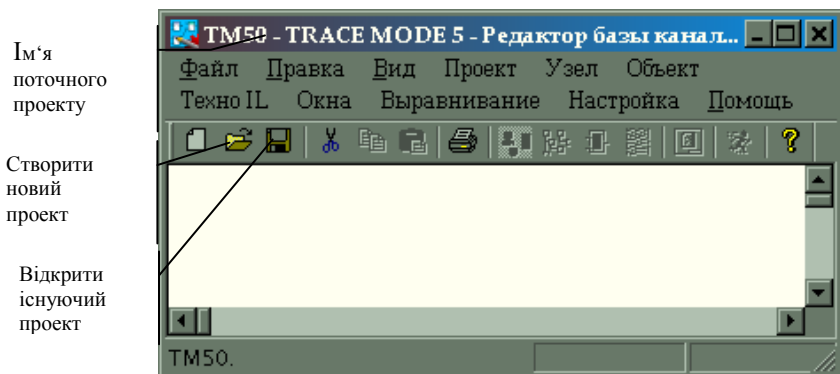 Ім‘я
поточного
проекту
Створити
новий
проект
Відкрити
існуючий
проект
TM50 - TRACE MODE 5 - Редактор базы канал...
Файл Правка Вид Проект Узел Объект
Техно IL Окна Выравнивание Настройка Помощь
TM50.